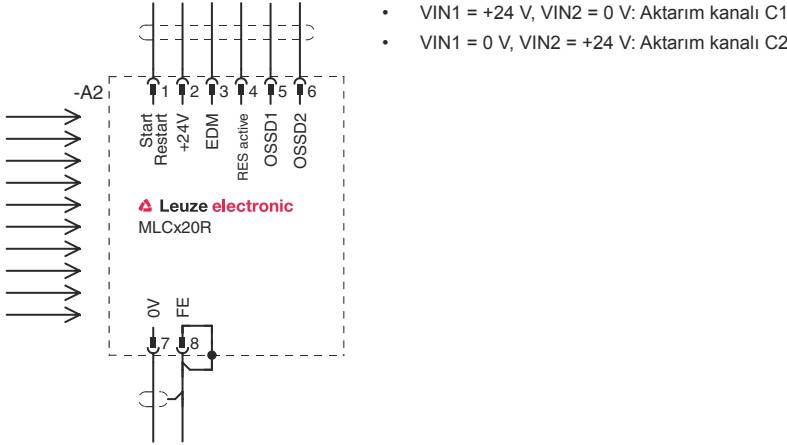 • VIN1 = +24 V, VIN2 = 0 V: Aktarım kanalı C1
• VIN1 = 0 V, VIN2 = +24 V: Aktarım kanalı C2
-A2
1 2 3 4 5 6
Start
Restart
+24V
EDM
RES active
OSSD1
OSSD2
Leuze electronic
MLCx20R
0V
FE
7 8